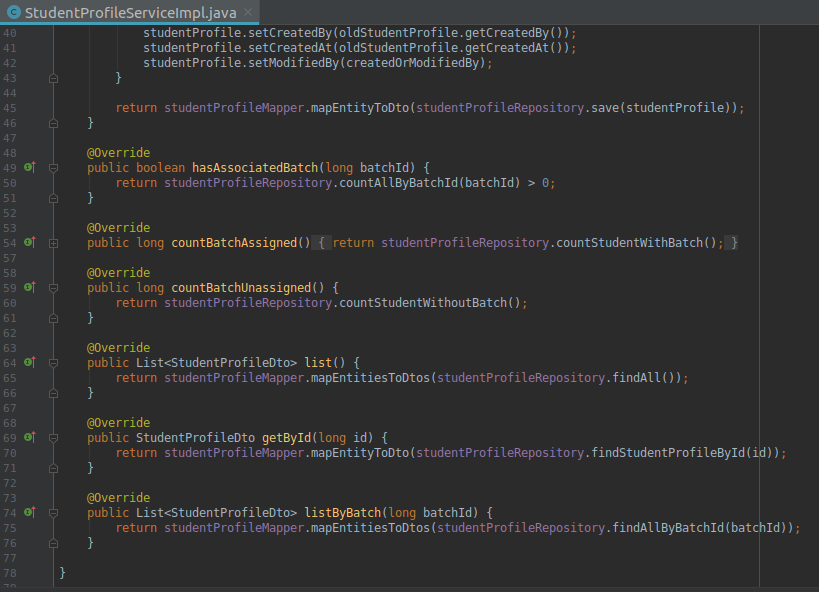 StudentProfileServiceImpl.java
40 studentProfile.setCreatedBy(oldStudentProfile.getCreatedBy());
41 studentProfile.setCreatedAt(oldStudentProfile.getCreatedAt());
42 studentProfile.setModifiedBy(createdOrModifiedBy);
43 }
44
45 return studentProfileMapper.mapEntityToDto(studentProfileRepository.save(studentProfile));
46 }
47
48 @Override
49 public boolean hasAssociatedBatch(long batchId) {
50 return studentProfileRepository.countAllByBatchId(batchId) > 0;
51 }
52
53 @Override
54 public long countBatchAssigned() { return studentProfileRepository.countStudentWithBatch(); }
57
58 @Override
59 public long countBatchUnassigned() {
60 return studentProfileRepository.countStudentWithoutBatch();
61 }
62
63 @Override
64 public List<StudentProfileDto> list() {
65 return studentProfileMapper.mapEntitiesToDtos(studentProfileRepository.findAll());
66 }
67
68 @Override
69 public StudentProfileDto getById(long id) {
70 return studentProfileMapper.mapEntityToDto(studentProfileRepository.findStudentProfileById(id));
71 }
72
73 @Override
74 public List<StudentProfileDto> listByBatch(long batchId) {
75 return studentProfileMapper.mapEntitiesToDtos(studentProfileRepository.findAllByBatchId(batchId));
76 }
77
78 }